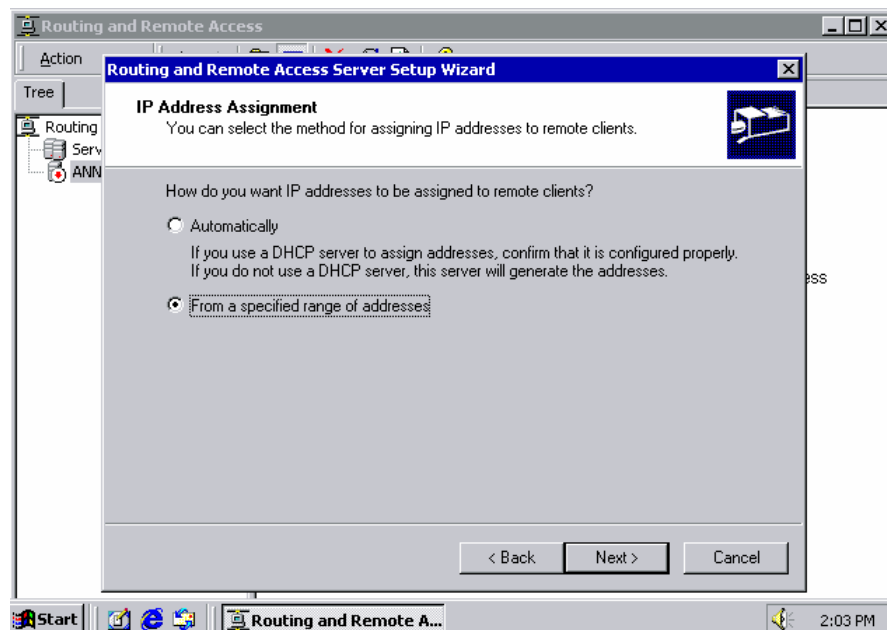 Routing and Remote Access
Action
Tree
Routing
Serv
ANN
ess
Routing and Remote Access Server Setup Wizard
IP Address Assignment
You can select the method for assigning IP addresses to remote clients.
How do you want IP addresses to be assigned to remote clients?
Automatically
If you use a DHCP server to assign addresses, confirm that it is configured properly.
If you do not use a DHCP server, this server will generate the addresses.
From a specified range of addresses
< Back
Next >
Cancel
Start
Routing and Remote A...
2:03 PM